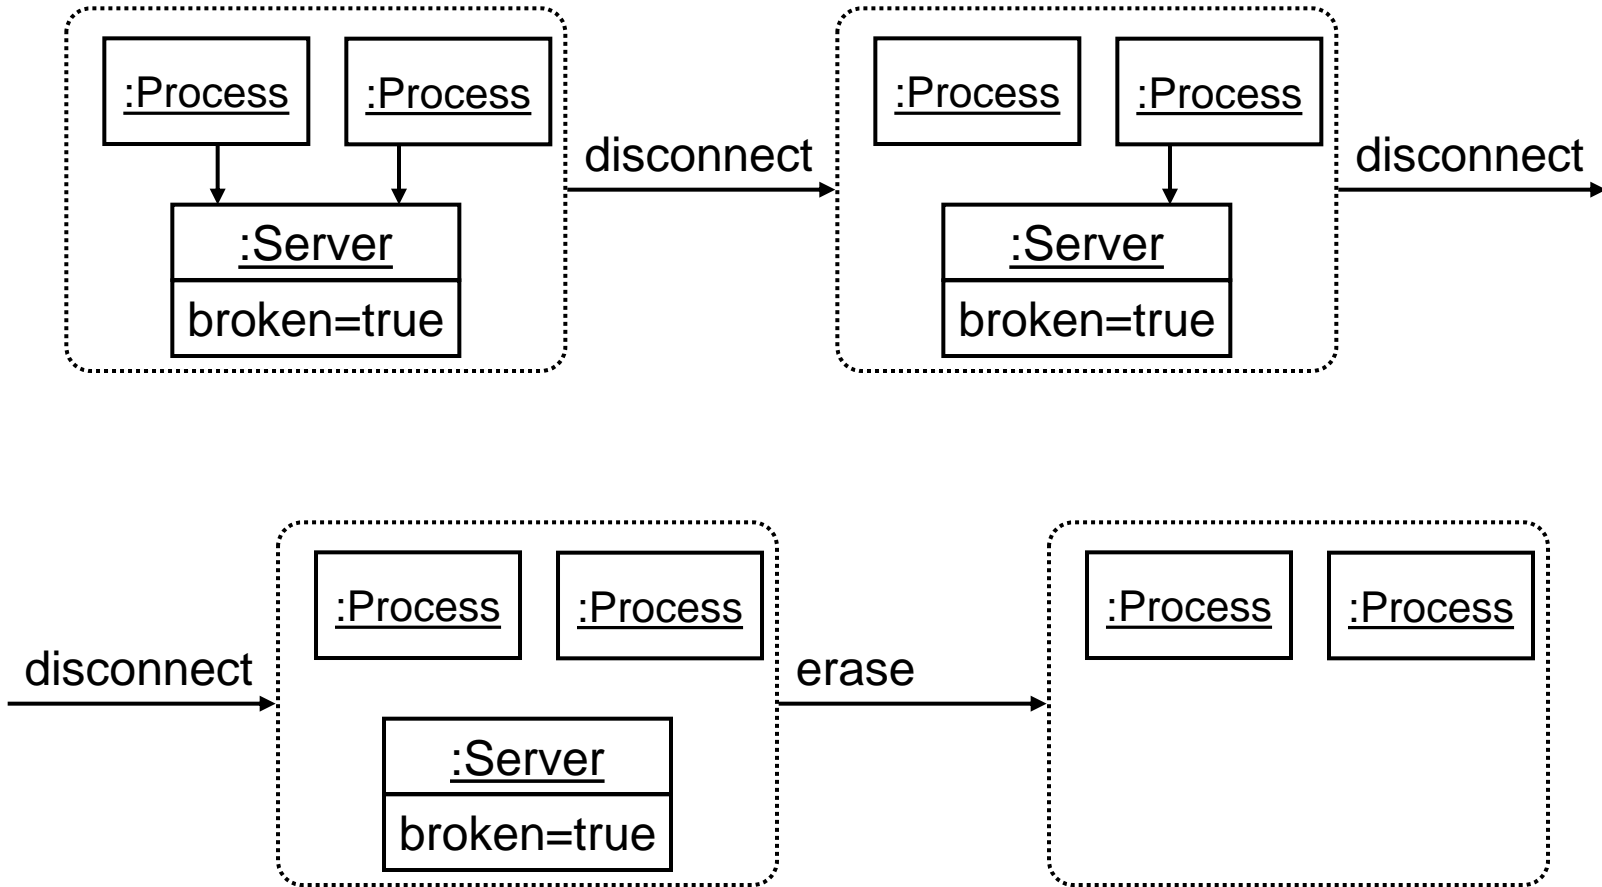 :Process :Process
disconnect
:Server
broken=true
:Process :Process
disconnect
:Server
broken=true
disconnect
:Process :Process
erase
:Server
broken=true
:Process :Process